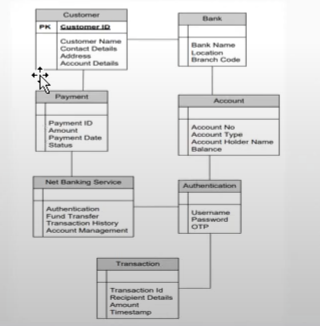 Customer
PK Customer ID
Customer Name
Contact Details
Address
Account Details
Bank
Bank Name
Location
Branch Code
Payment
Payment ID
Amount
Payment Date
Status
Account
Account No
Account Type
Account Holder Name
Balance
Net Banking Service
Authentication
Fund Transfer
Transaction History
Account Management
Authentication
Username
Password
OTP
Transaction
Transaction Id
Recipient Details
Amount
Timestamp